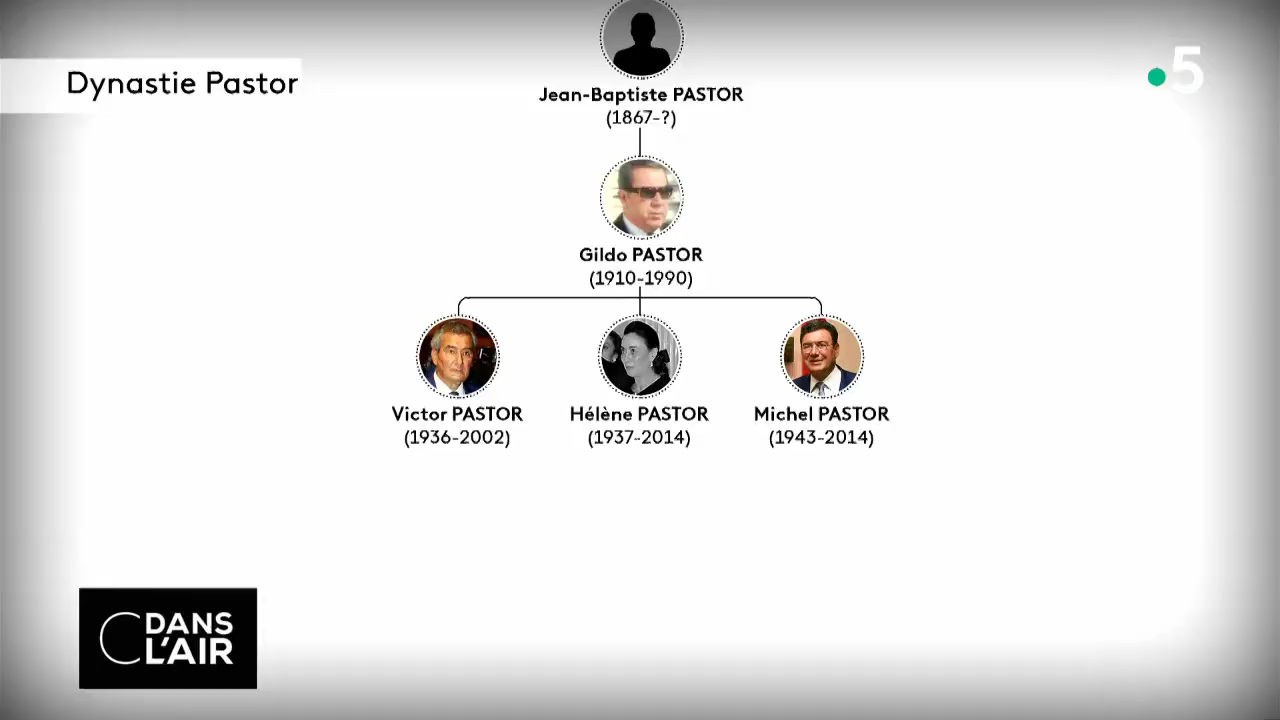 Dynastie Pastor
5
Jean-Baptiste PASTOR
(1867-?)
Gildo PASTOR
(1910-1990)
Victor PASTOR
(1936-2002)
Hélène PASTOR
(1937-2014)
Michel PASTOR
(1943-2014)
C DANS
L'AIR